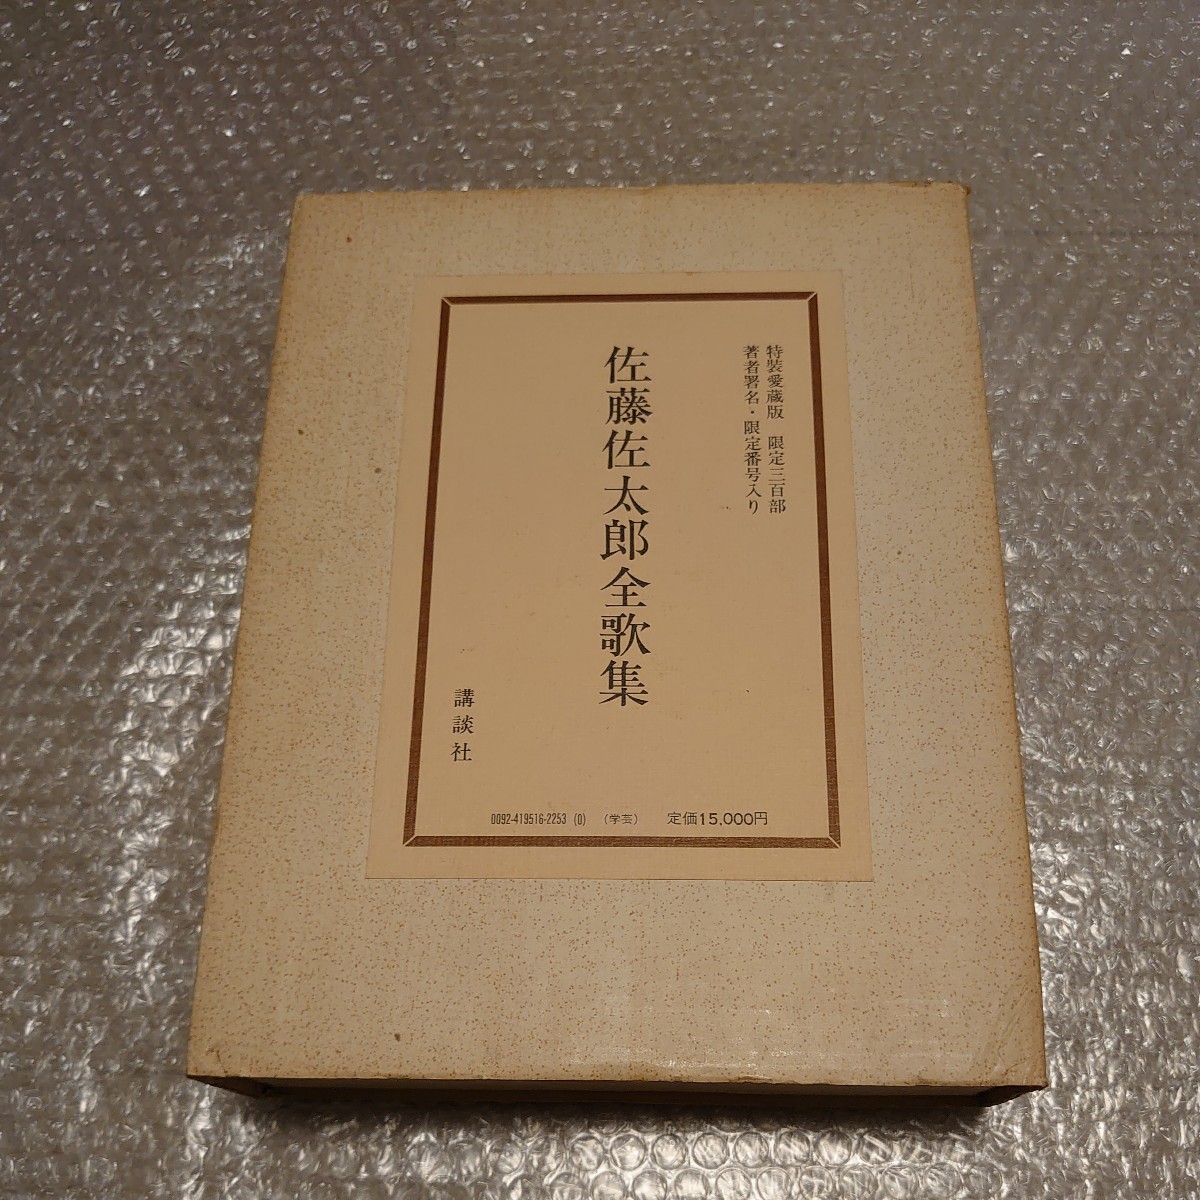 特装愛蔵版　限定三百部
著者署名・限定番号入り
佐藤佐太郎全歌集
講談社
0092-419516-2253 (0) (学芸) 定価15,000円